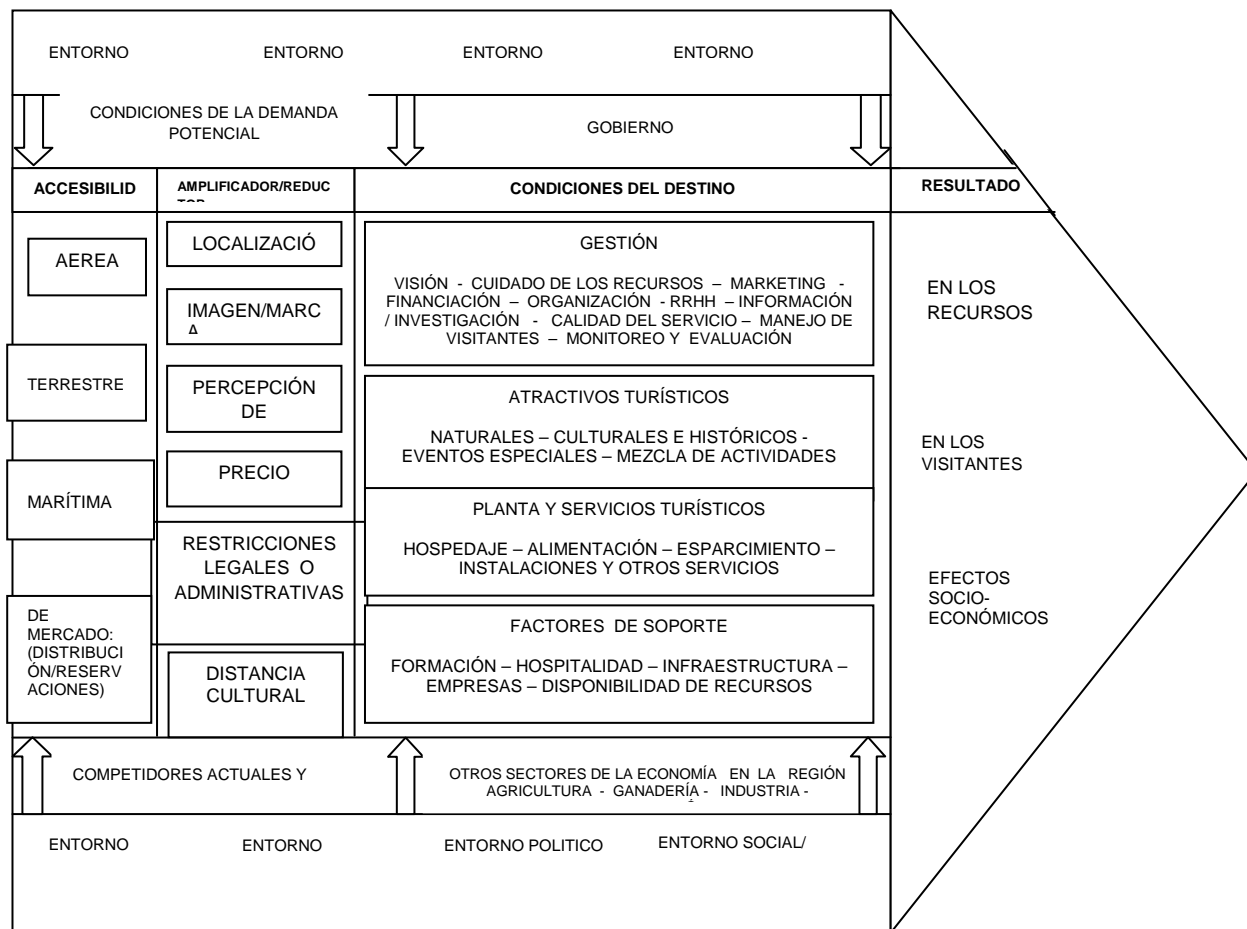 ENTORNO ENTORNO ENTORNO ENTORNO
CONDICIONES DE LA DEMANDA
POTENCIAL
GOBIERNO
ACCESIBILID
AMPLIFICADOR/REDUC
CONDICIONES DEL DESTINO
RESULTADO
AEREA
TERRESTRE
MARÍTIMA
DE
MERCADO:
(DISTRIBUCI
ÓN/RESERV
ACIONES)
LOCALIZACIÓ
IMAGEN/MARC
PERCEPCIÓN
DE
PRECIO
RESTRICCIONES
LEGALES O
ADMINISTRATIVAS
DISTANCIA
CULTURAL
GESTIÓN
VISIÓN - CUIDADO DE LOS RECURSOS – MARKETING -
FINANCIACIÓN – ORGANIZACIÓN - RRHH – INFORMACIÓN
/ INVESTIGACIÓN - CALIDAD DEL SERVICIO – MANEJO DE
VISITANTES – MONITOREO Y EVALUACIÓN
ATRACTIVOS TURÍSTICOS
NATURALES – CULTURALES E HISTÓRICOS -
EVENTOS ESPECIALES – MEZCLA DE ACTIVIDADES
PLANTA Y SERVICIOS TURÍSTICOS
HOSPEDAJE – ALIMENTACIÓN – ESPARCIMIENTO –
INSTALACIONES Y OTROS SERVICIOS
FACTORES DE SOPORTE
FORMACIÓN – HOSPITALIDAD – INFRAESTRUCTURA –
EMPRESAS – DISPONIBILIDAD DE RECURSOS
EN LOS
RECURSOS
EN LOS
VISITANTES
EFECTOS
SOCIO-
ECONÓMICOS
COMPETIDORES ACTUALES Y
OTROS SECTORES DE LA ECONOMÍA EN LA REGIÓN
AGRICULTURA - GANADERÍA - INDUSTRIA -
ENTORNO ENTORNO ENTORNO POLITICO ENTORNO SOCIAL/